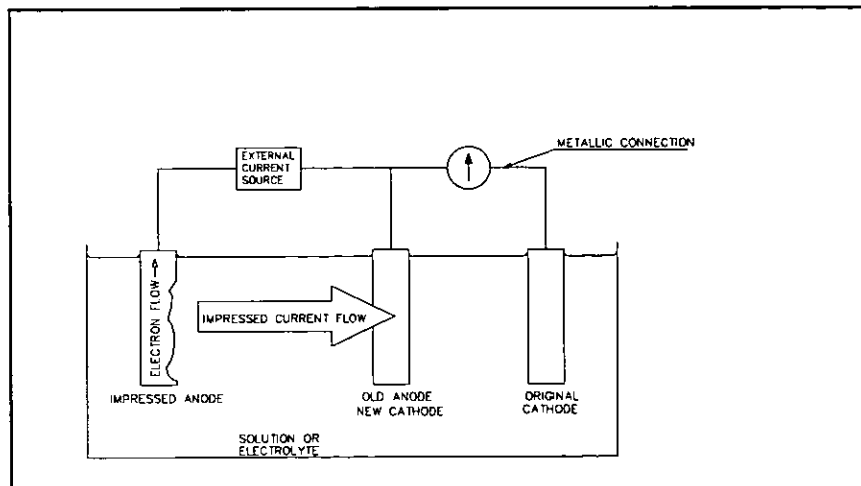 METALLIC CONNECTION
EXTERNAL
CURRENT
SOURCE
ELECTRON FLOW
IMPRESSED CURRENT FLOW
IMPRESSED ANODE
OLD ANODE
NEW CATHODE
ORIGINAL
CATHODE
SOLUTION OR
ELECTROLYTE